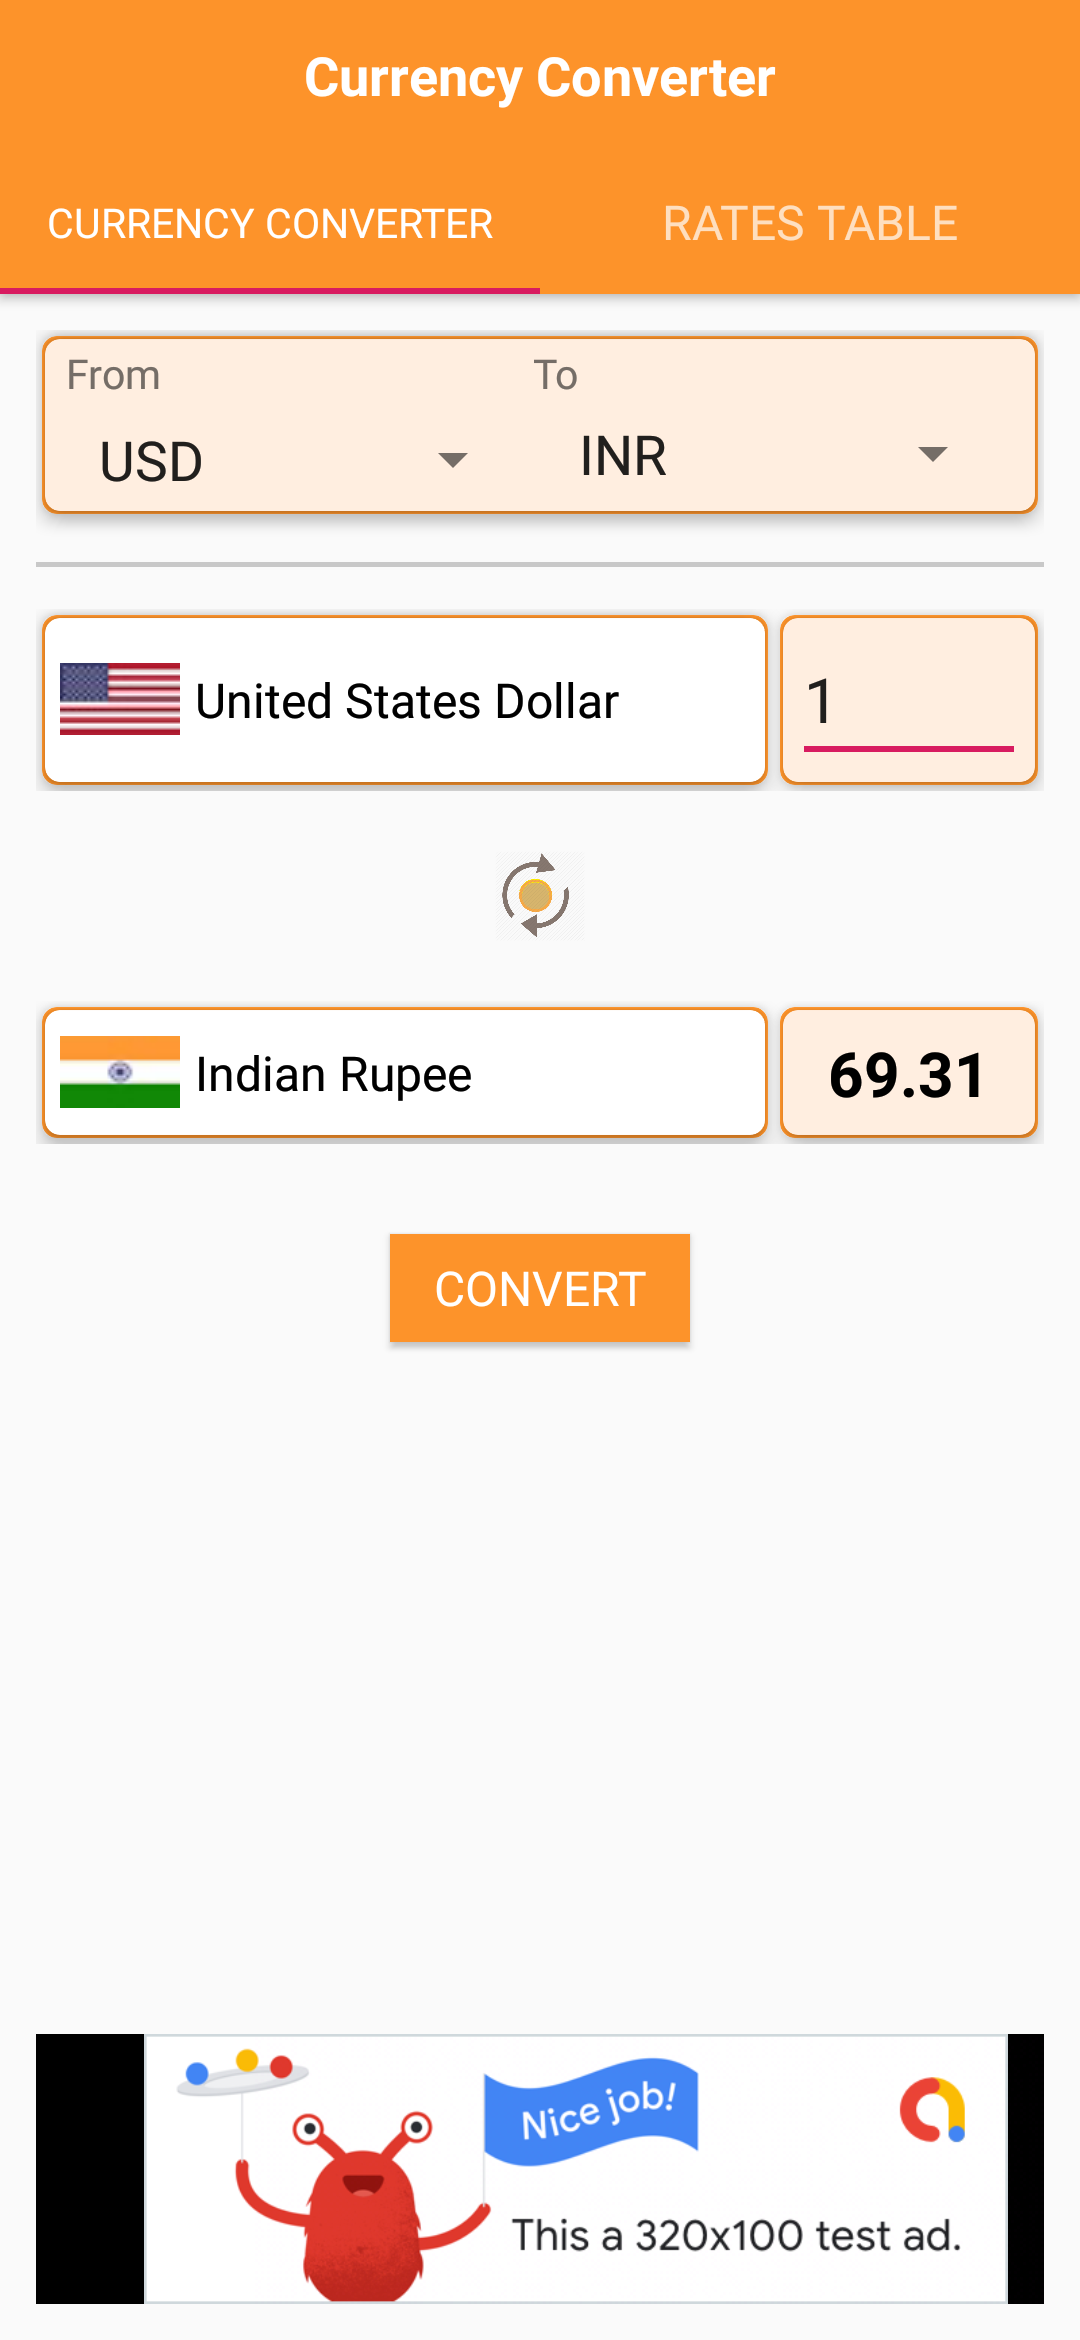 Currency Converter
CURRENCY CONVERTER RATES TABLE
From To
USD INR
United States Dollar 1
Indian Rupee 69.31
CONVERT
Nice job!
This a 320x100 test ad.